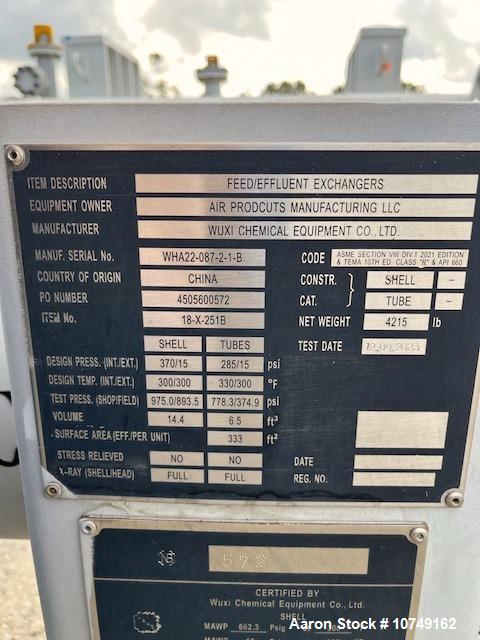 ITEM DESCRIPTION FEED/EFFLUENT EXCHANGERS
EQUIPMENT OWNER AIR PRODCUTS MANUFACTURING LLC
MANUFACTURER WUXI CHEMICAL EQUIPMENT CO., LTD.
MANUF. SERIAL No. WHA22-087-2-1-B CODE ASME SECTION VIII DIV.1 2021 EDITION & TEMA 10TH ED. CLASS "R" & API 660
COUNTRY OF ORIGIN CHINA CONSTR. SHELL -
PO NUMBER 4505600572 CAT. TUBE -
ITEM No. 18-X-251B NET WEIGHT 4215 lb
SHELL TUBES TEST DATE 12.09.2023
DESIGN PRESS. (INT./EXT.) 370/15 285/15 psi
DESIGN TEMP. (INT./EXT.) 300/300 330/300 °F
TEST PRESS. (SHOP/FIELD) 975.0/893.5 778.3/374.9 psi
VOLUME 14.4 6.5 ft³
SURFACE AREA (EFF./PER UNIT) 333 ft²
STRESS RELIEVED NO NO DATE
X-RAY (SHELL/HEAD) FULL FULL REG. NO.
NB 572
CERTIFIED BY
Wuxi Chemical Equipment Co., Ltd.
SHELL
MAWP 662.3 Psig
Aaron Stock # 10749162